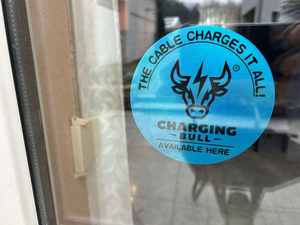 THE CABLE CHARGES IT ALL!
®
CHARGING
BULL
AVAILABLE HERE